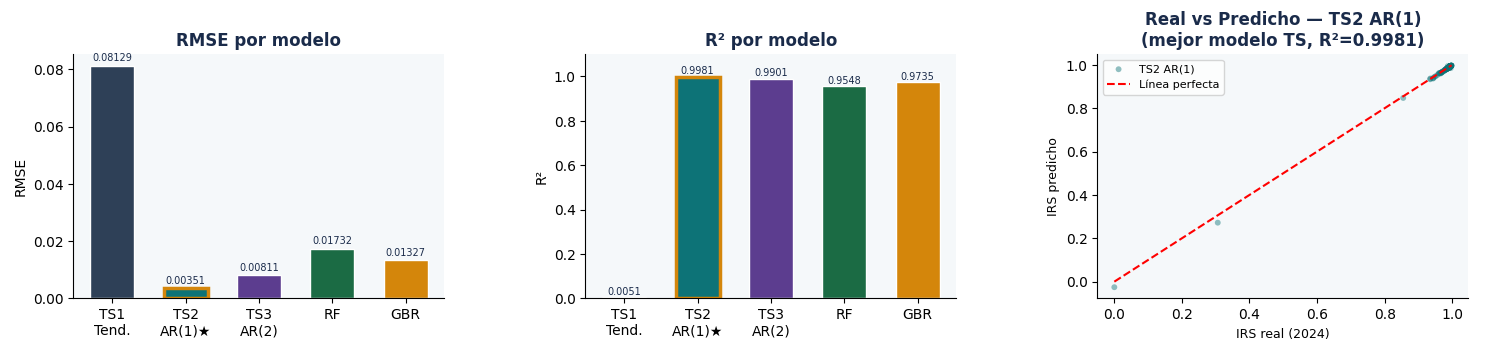 RMSE por modelo
RMSE
0.08
0.06
0.04
0.02
0.00
0.08129
0.00351
0.00811
0.01732
0.01327
TS1 TS2 TS3 RF GBR
Tend. AR(1)★ AR(2)
R² por modelo
R²
1.0
0.8
0.6
0.4
0.2
0.0
0.0051
0.9981
0.9901
0.9548
0.9735
TS1 TS2 TS3 RF GBR
Tend. AR(1)★ AR(2)
Real vs Predicho — TS2 AR(1)
(mejor modelo TS, R²=0.9981)
TS2 AR(1)
Línea perfecta
IRS predicho
1.0
0.8
0.6
0.4
0.2
0.0
0.0 0.2 0.4 0.6 0.8 1.0
IRS real (2024)